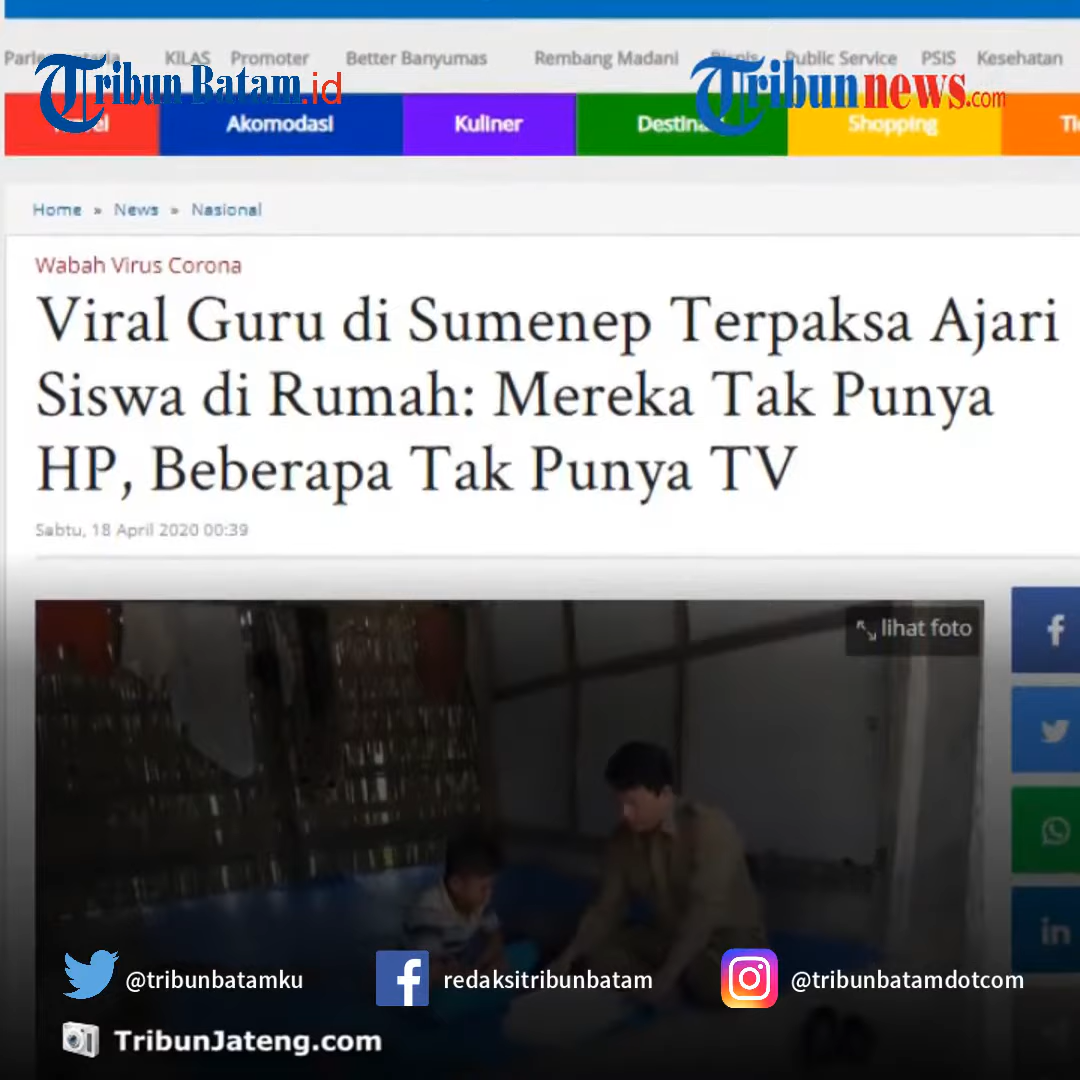 KILAS Promoter Better Banyumas Rembang Madani Bisnis Public Service PSIS Kesehatan
Tribun Batam.id
Tribunnews.com
Akomodasi Kuliner Shopping
Home » News » Nasional
Wabah Virus Corona
Viral Guru di Sumenep Terpaksa Ajari
Siswa di Rumah: Mereka Tak Punya
HP, Beberapa Tak Punya TV
Sabtu, 18 April 2020 00:39
lihat foto
@tribunbatamku redaksitribunbatam @tribunbatamdotcom
TribunJateng.com